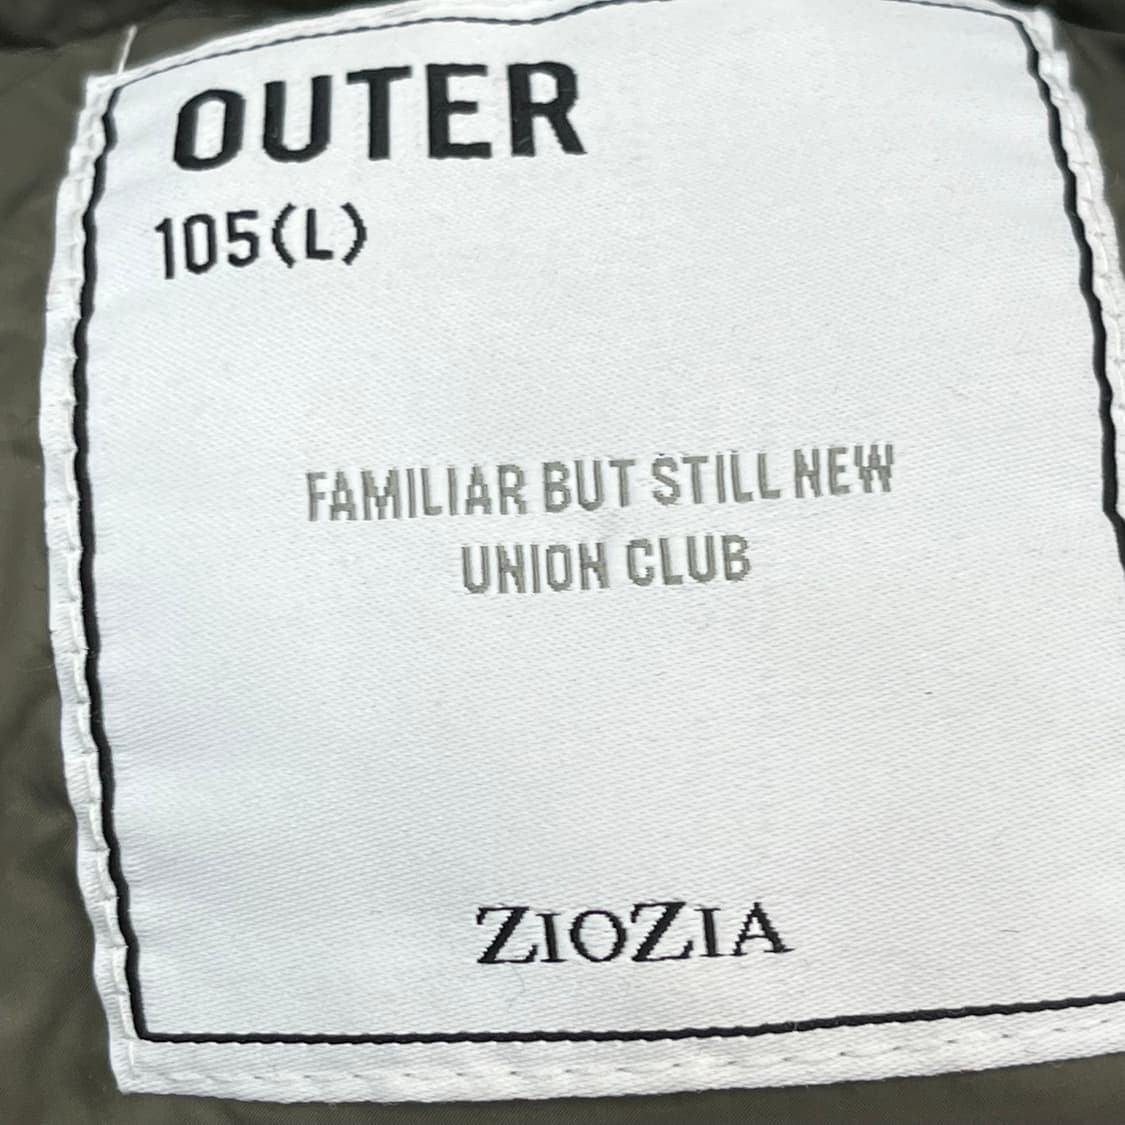 OUTER
105(L)
FAMILIAR BUT STILL NEW
UNION CLUB
ZIOZIA